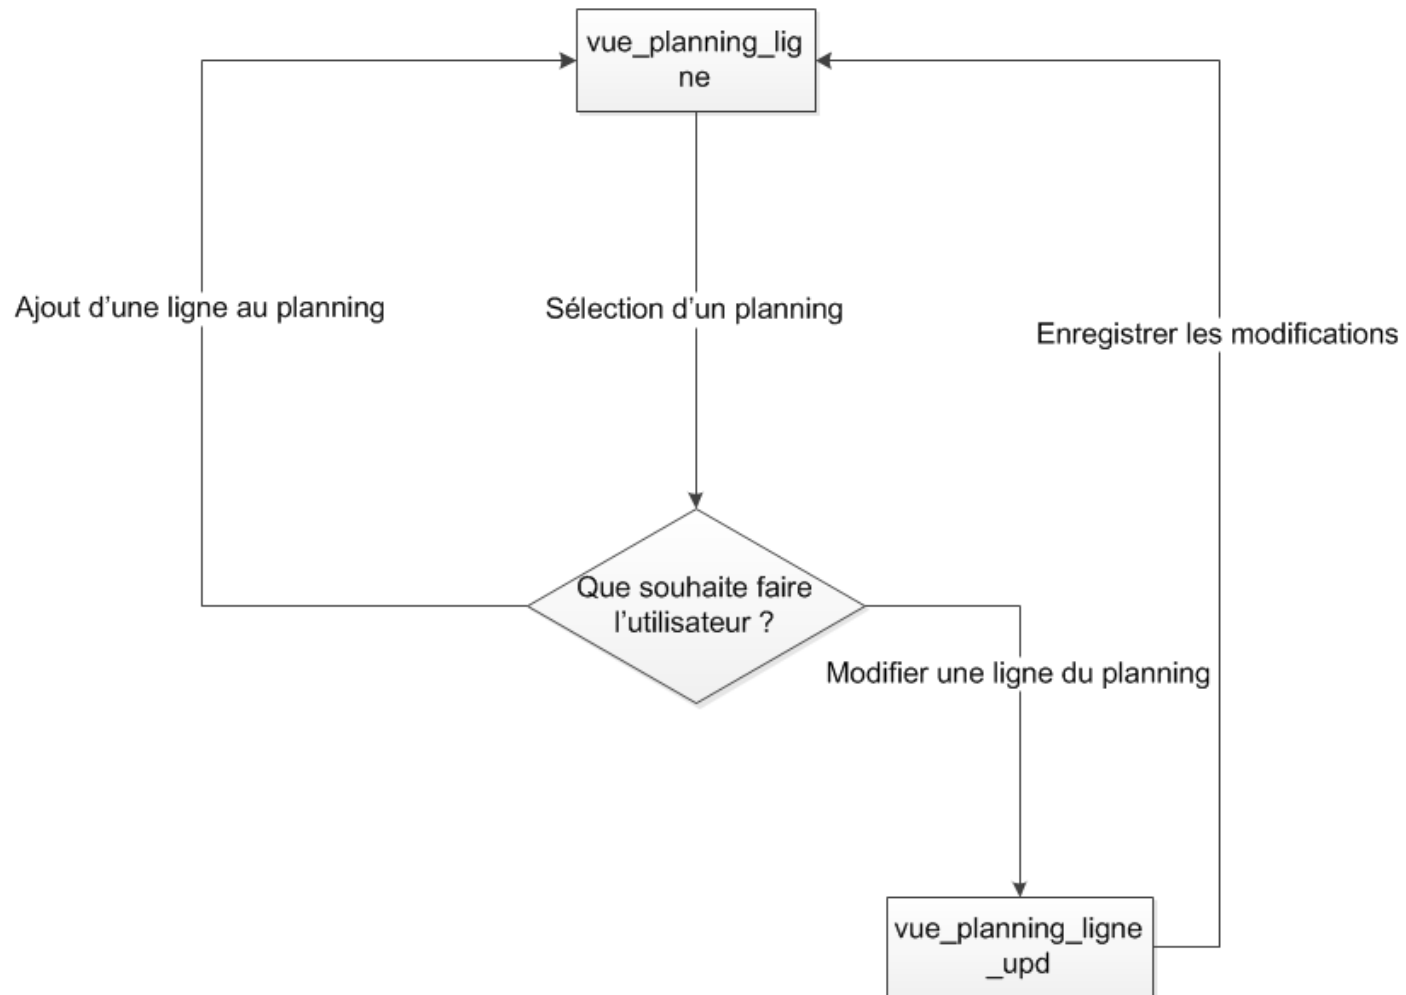 vue_planning_lig
ne
Ajout d’une ligne au planning
Sélection d’un planning
Enregistrer les modifications
Que souhaite faire
l’utilisateur ?
Modifier une ligne du planning
vue_planning_ligne
_upd